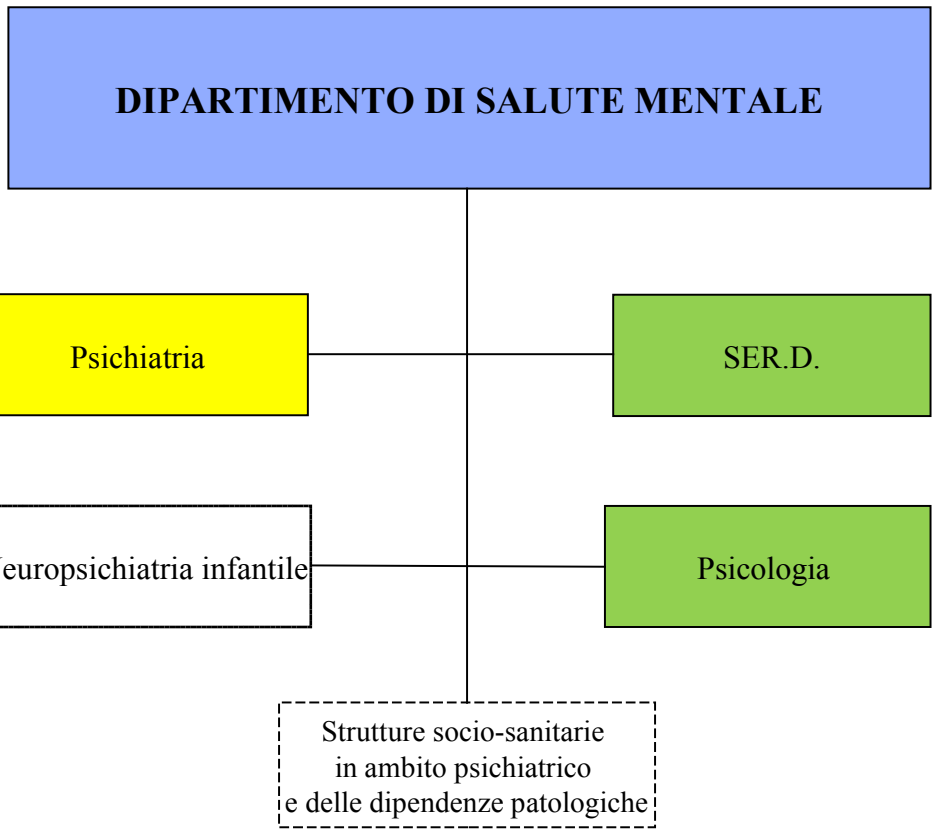 DIPARTIMENTO DI SALUTE MENTALE
Psichiatria
SER.D.
europsichiatria infantile
Psicologia
Strutture socio-sanitarie
in ambito psichiatrico
e delle dipendenze patologiche